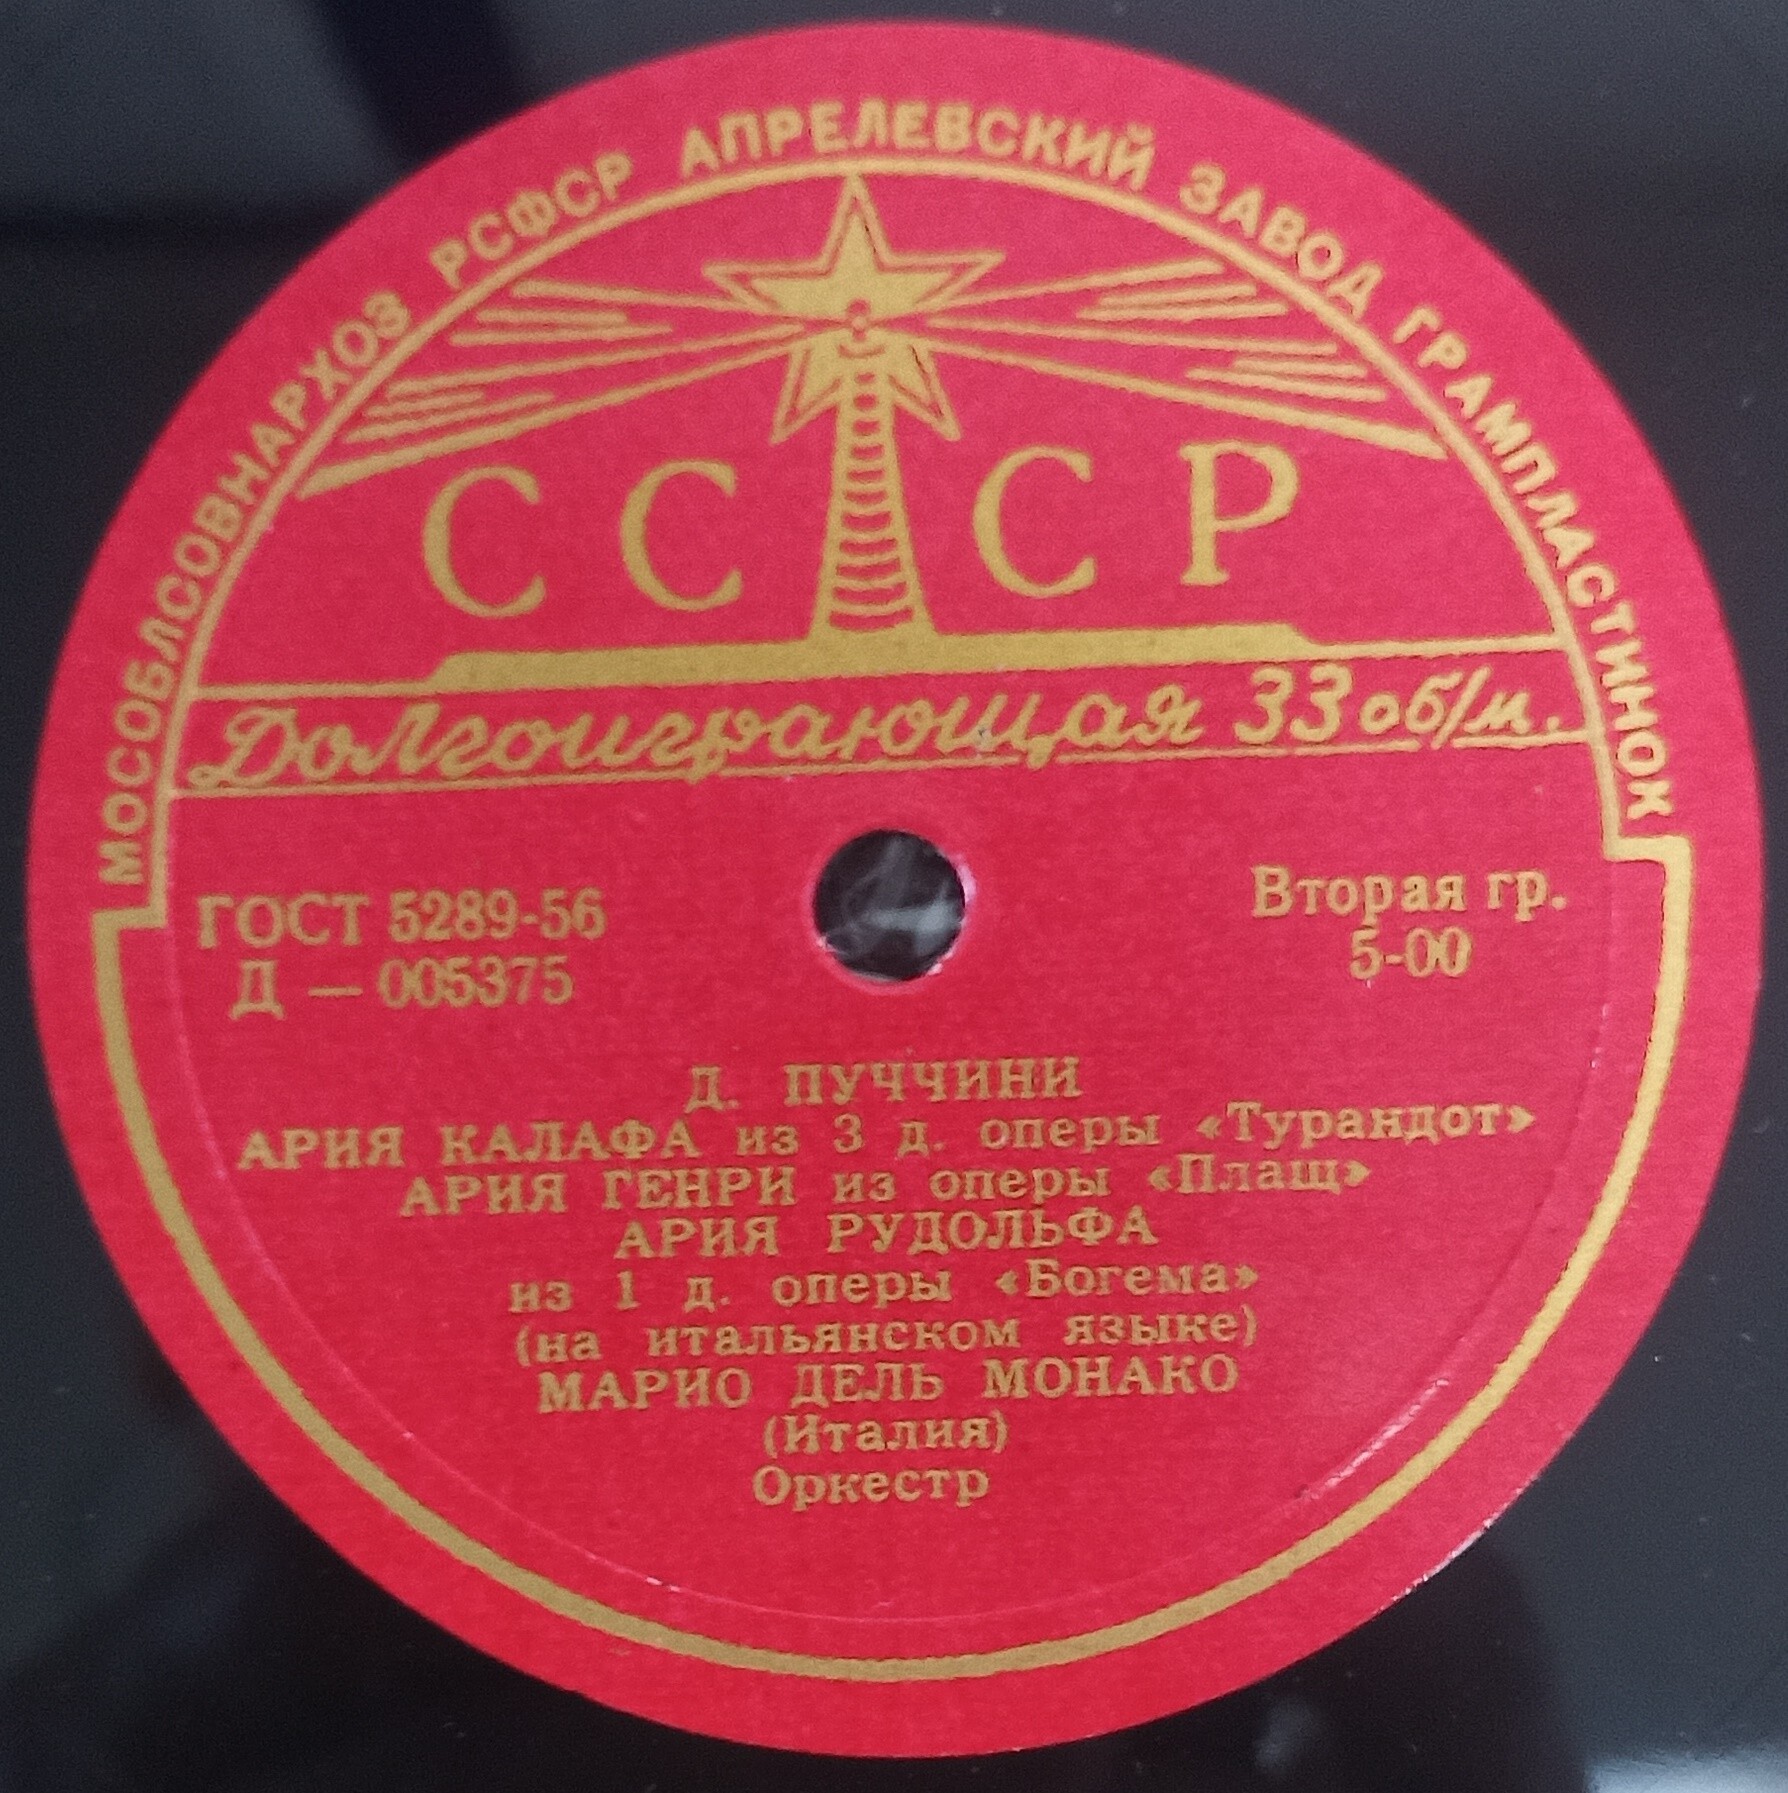 МОСОБЛСОВНАРХОЗ РСФСР АПРЕЛЕВСКИЙ ЗАВОД ГРАМПЛАСТИНОК
СССР
Долгоиграющая 33 об/м.
ГОСТ 5289-56
Д — 005375
Вторая гр.
5-00
Д. ПУЧЧИНИ
АРИЯ КАЛАФА из 3 д. оперы «Турандот»
АРИЯ ГЕНРИ из оперы «Плащ»
АРИЯ РУДОЛЬФА
из 1 д. оперы «Богема»
(на итальянском языке)
МАРИО ДЕЛЬ МОНАКО
(Италия)
Оркестр